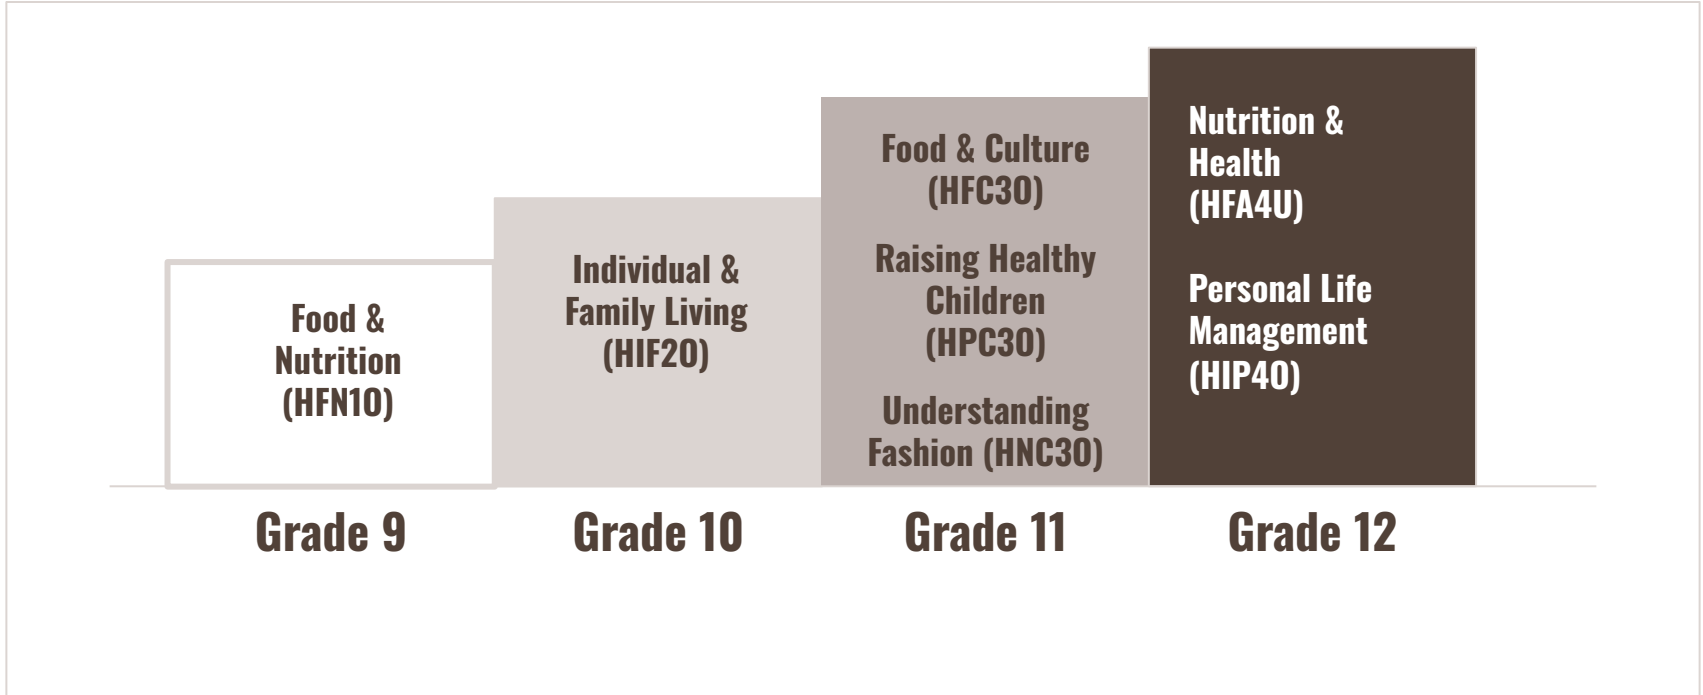 Food &
Nutrition
(HFN1O)
Individual &
Family Living
(HIF2O)
Food & Culture
(HFC3O)
Raising Healthy
Children
(HPC3O)
Understanding
Fashion (HNC3O)
Nutrition &
Health
(HFA4U)
Personal Life
Management
(HIP4O)
Grade 9
Grade 10
Grade 11
Grade 12